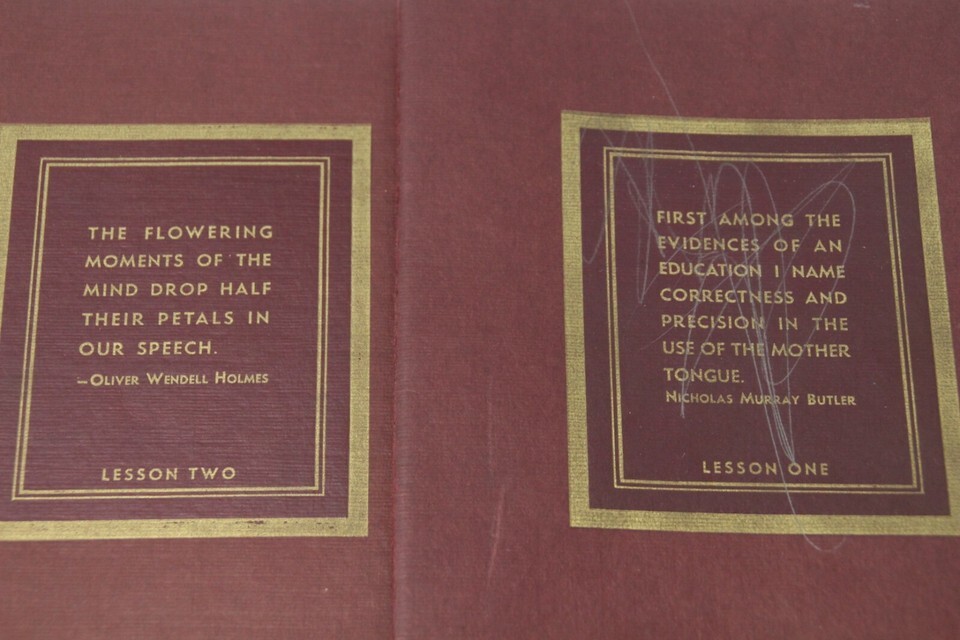 THE FLOWERING
MOMENTS OF THE
MIND DROP HALF
THEIR PETALS IN
OUR SPEECH.
—OLIVER WENDELL HOLMES
LESSON TWO
FIRST AMONG THE
EVIDENCES OF AN
EDUCATION I NAME
CORRECTNESS AND
PRECISION IN THE
USE OF THE MOTHER
TONGUE.
NICHOLAS MURRAY BUTLER
LESSON ONE